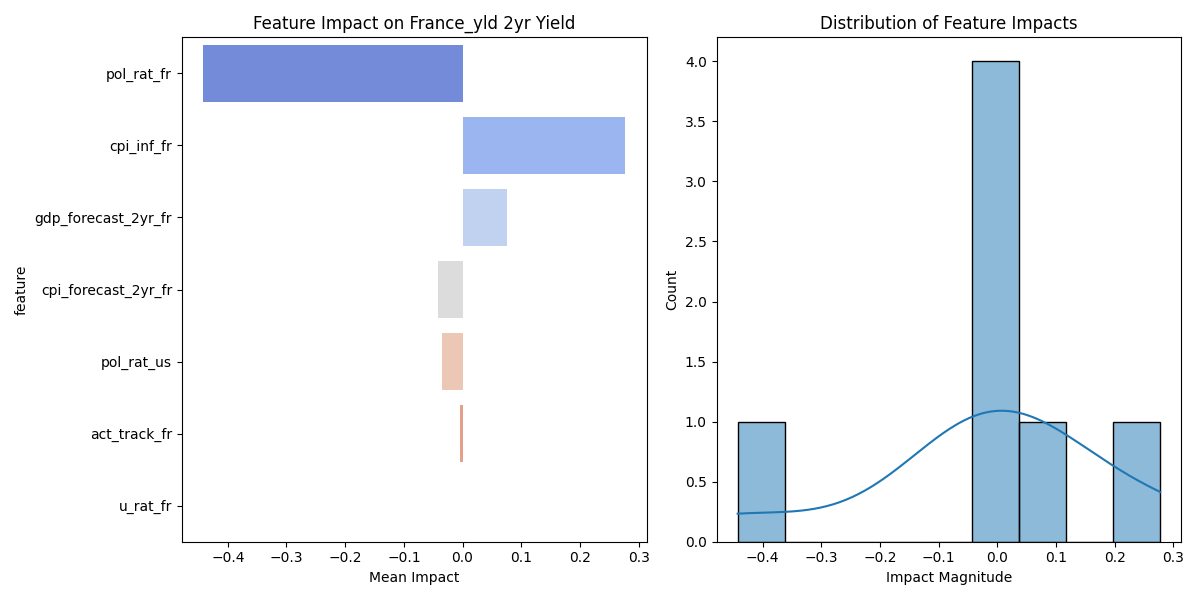 Feature Impact on France_yld 2yr Yield
feature
pol_rat_fr
cpi_inf_fr
gdp_forecast_2yr_fr
cpi_forecast_2yr_fr
pol_rat_us
act_track_fr
u_rat_fr
−0.4 −0.3 −0.2 −0.1 0.0 0.1 0.2 0.3
Mean Impact
Distribution of Feature Impacts
Count
4.0
3.5
3.0
2.5
2.0
1.5
1.0
0.5
0.0
−0.4 −0.3 −0.2 −0.1 0.0 0.1 0.2 0.3
Impact Magnitude